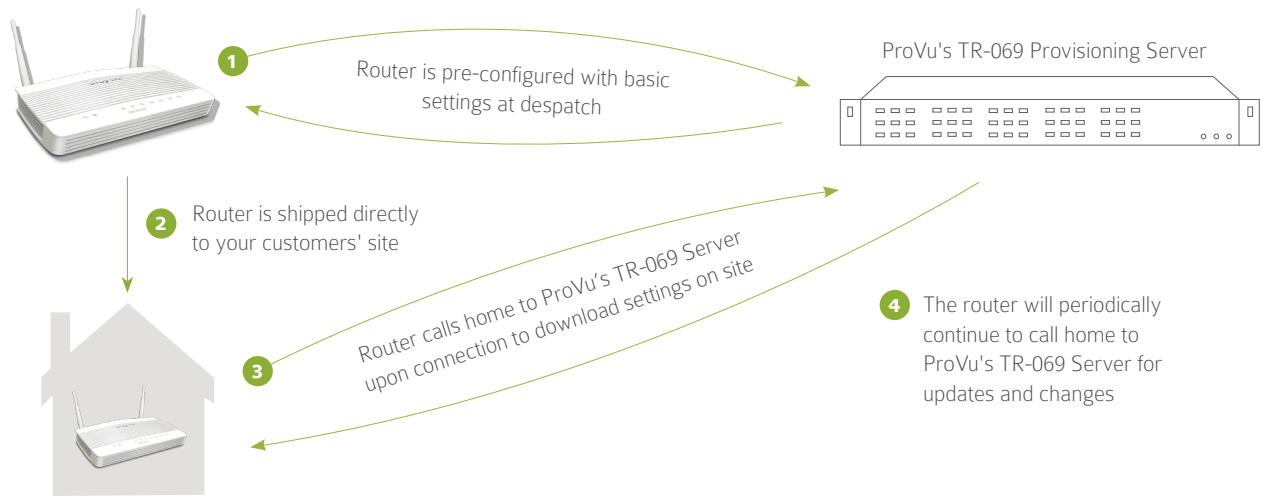 1
Router is pre-configured with basic
settings at despatch
ProVu's TR-069 Provisioning Server
2
Router is shipped directly
to your customers' site
3
Router calls home to ProVu's TR-069 Server
upon connection to download settings on site
4
The router will periodically
continue to call home to
ProVu's TR-069 Server for
updates and changes